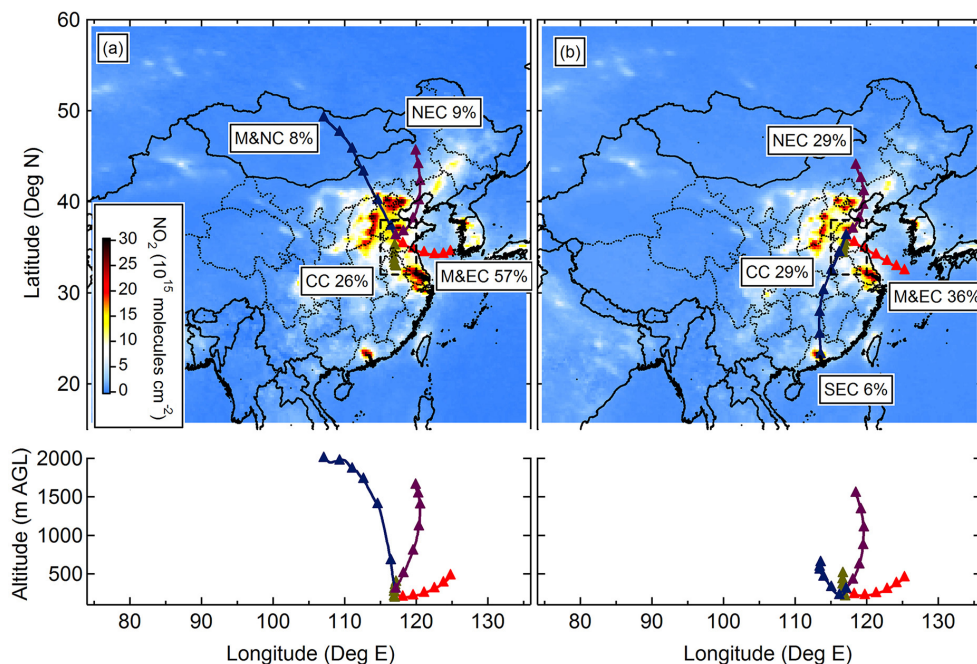 60
50
40
30
20
Latitude (Deg N)
(a)
M&NC 8%
NEC 9%
CC 26%
M&EC 57%
30
25
20
15
10
5
0
NO2 (10^15 molecules cm^-2)
(b)
NEC 29%
CC 29%
M&EC 36%
SEC 6%
2000
1500
1000
500
Altitude (m AGL)
80 90 100 110 120 130
Longitude (Deg E)
80 90 100 110 120 130
Longitude (Deg E)